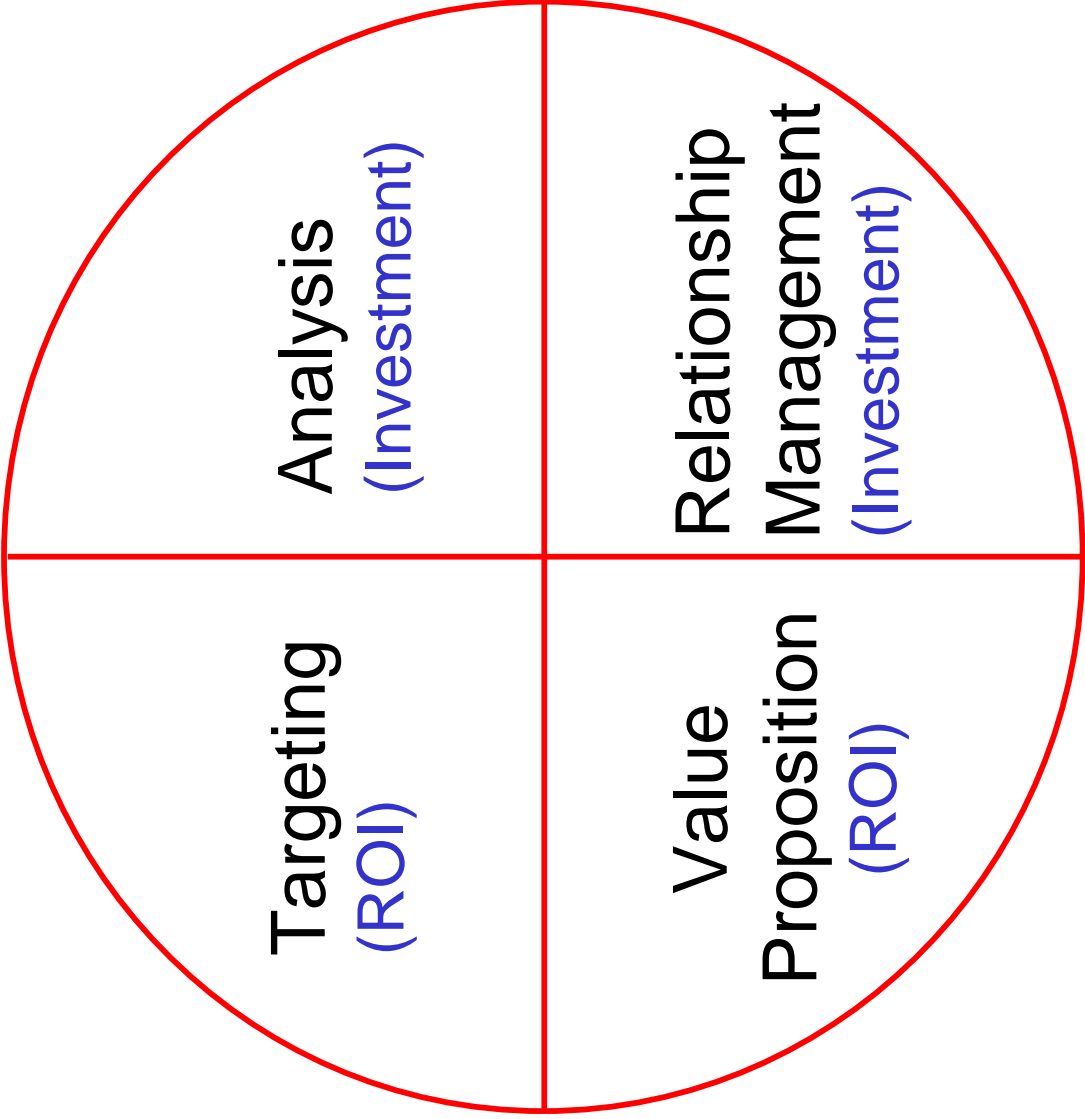 Targeting
(ROI)
Analysis
(Investment)
Value
Proposition
(ROI)
Relationship
Management
(Investment)